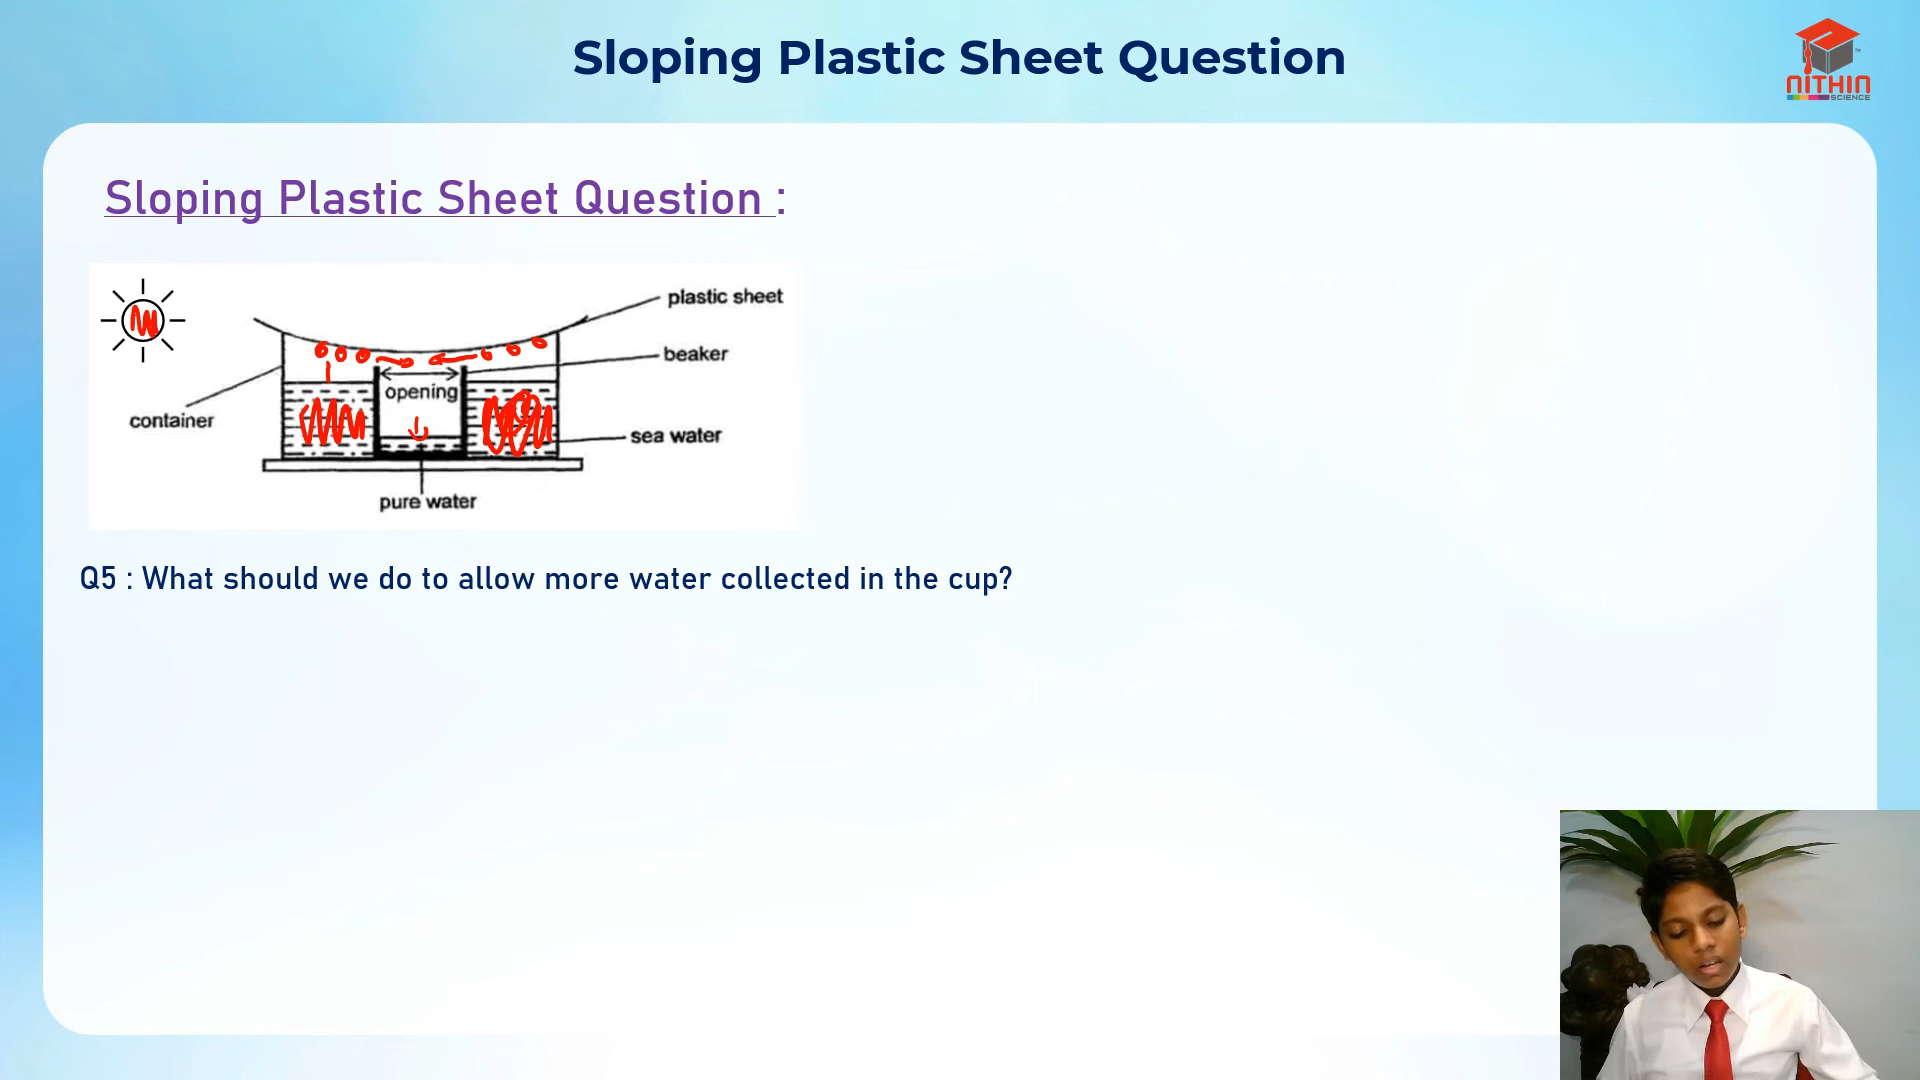 Sloping Plastic Sheet Question
NITHIN
SCIENCE
Sloping Plastic Sheet Question :
plastic sheet
beaker
opening
container
sea water
pure water
Q5 : What should we do to allow more water collected in the cup?